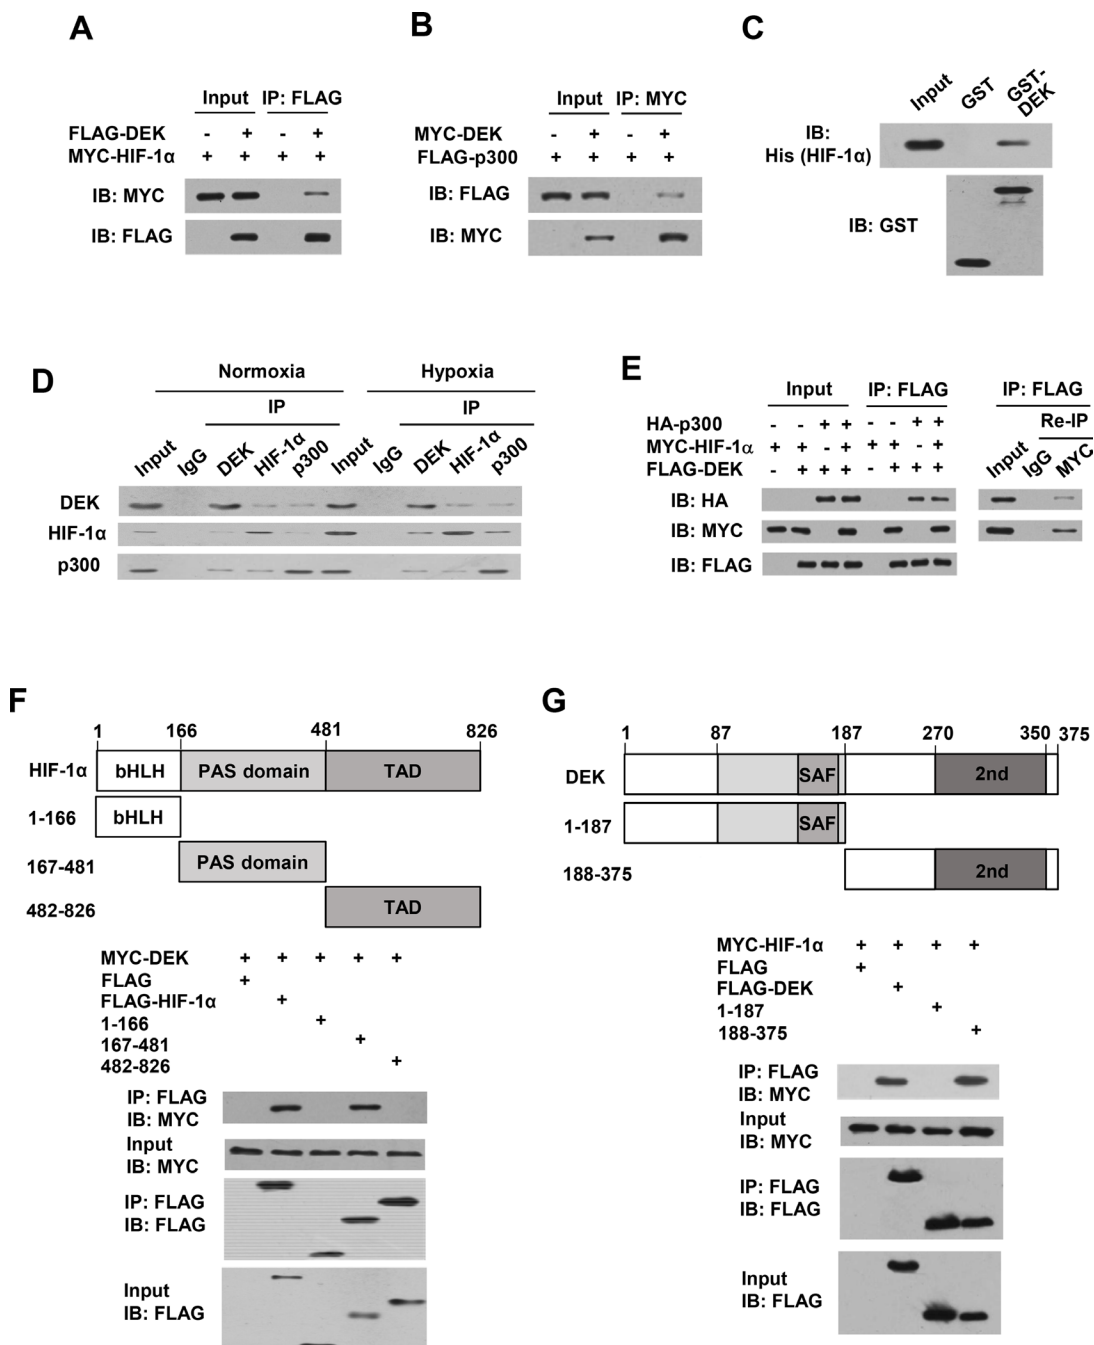 A
Input IP: FLAG
FLAG-DEK - + - +
MYC-HIF-1α + + + +
IB: MYC
IB: FLAG
B
Input IP: MYC
MYC-DEK - + - +
FLAG-p300 + + + +
IB: FLAG
IB: MYC
C
Input GST GST-DEK
IB:
His (HIF-1α)
IB: GST
D
Normoxia Hypoxia
IP IP
Input IgG DEK HIF-1α p300 Input IgG DEK HIF-1α p300
DEK
HIF-1α
p300
E
Input IP: FLAG IP: FLAG
Re-IP
HA-p300 - - + + - - + +
MYC-HIF-1α + + - + + + - +
FLAG-DEK - + + + - + + +
Input IgG MYC
IB: HA
IB: MYC
IB: FLAG
F
1 166 481 826
HIF-1α bHLH PAS domain TAD
1-166 bHLH
167-481 PAS domain
482-826 TAD
MYC-DEK + + + + +
FLAG +
FLAG-HIF-1α +
1-166 +
167-481 +
482-826 +
IP: FLAG
IB: MYC
Input
IB: MYC
IP: FLAG
IB: FLAG
Input
IB: FLAG
G
1 87 187 270 350 375
DEK SAF 2nd
1-187 SAF
188-375 2nd
MYC-HIF-1α + + + +
FLAG +
FLAG-DEK +
1-187 +
188-375 +
IP: FLAG
IB: MYC
Input
IB: MYC
IP: FLAG
IB: FLAG
Input
IB: FLAG